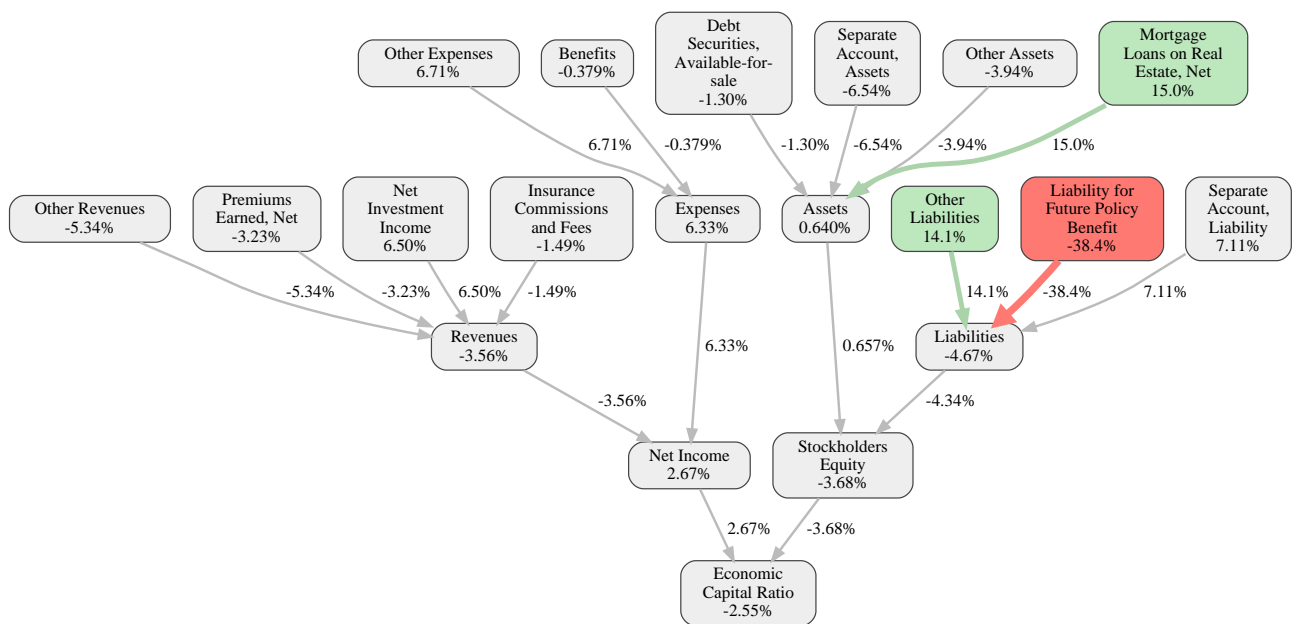 Other Expenses
6.71%
Benefits
-0.379%
Debt
Securities,
Available-for-
sale
-1.30%
Separate
Account,
Assets
-6.54%
Other Assets
-3.94%
Mortgage
Loans on Real
Estate, Net
15.0%
6.71%
-0.379%
-1.30%
-6.54%
-3.94%
15.0%
Other Revenues
-5.34%
Premiums
Earned, Net
-3.23%
Net
Investment
Income
6.50%
Insurance
Commissions
and Fees
-1.49%
Expenses
6.33%
Assets
0.640%
Other
Liabilities
14.1%
Liability for
Future Policy
Benefit
-38.4%
Separate
Account,
Liability
7.11%
-5.34%
-3.23%
6.50%
-1.49%
14.1%
-38.4%
7.11%
Revenues
-3.56%
6.33%
0.657%
Liabilities
-4.67%
-3.56%
-4.34%
Net Income
2.67%
Stockholders
Equity
-3.68%
2.67%
-3.68%
Economic
Capital Ratio
-2.55%